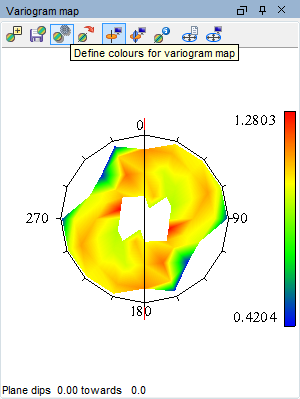 Variogram map
Define colours for variogram map
0
1.2803
270
90
180
0.4204
Plane dips 0.00 towards 0.0